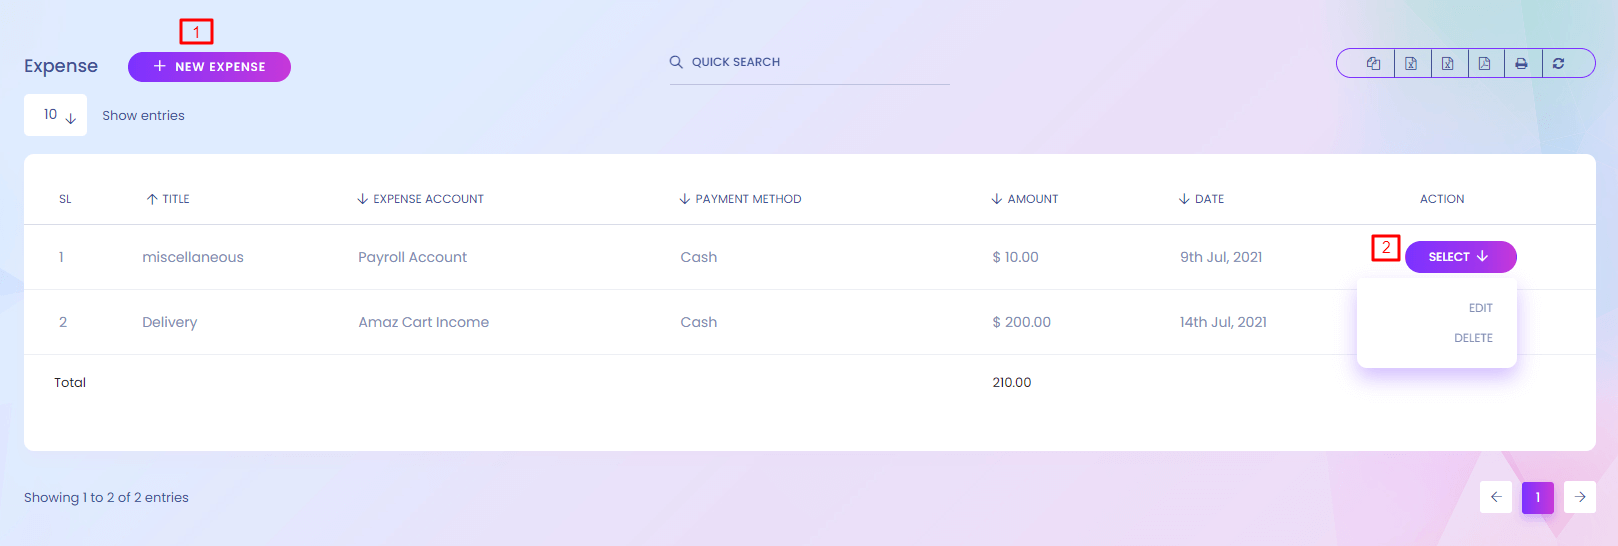 1
Expense
+ NEW EXPENSE
QUICK SEARCH
10
Show entries
SL TITLE EXPENSE ACCOUNT PAYMENT METHOD AMOUNT DATE ACTION
1 miscellaneous Payroll Account Cash $ 10.00 9th Jul, 2021 2 SELECT
EDIT
2 Delivery Amaz Cart Income Cash $ 200.00 14th Jul, 2021
DELETE
Total 210.00
Showing 1 to 2 of 2 entries
1